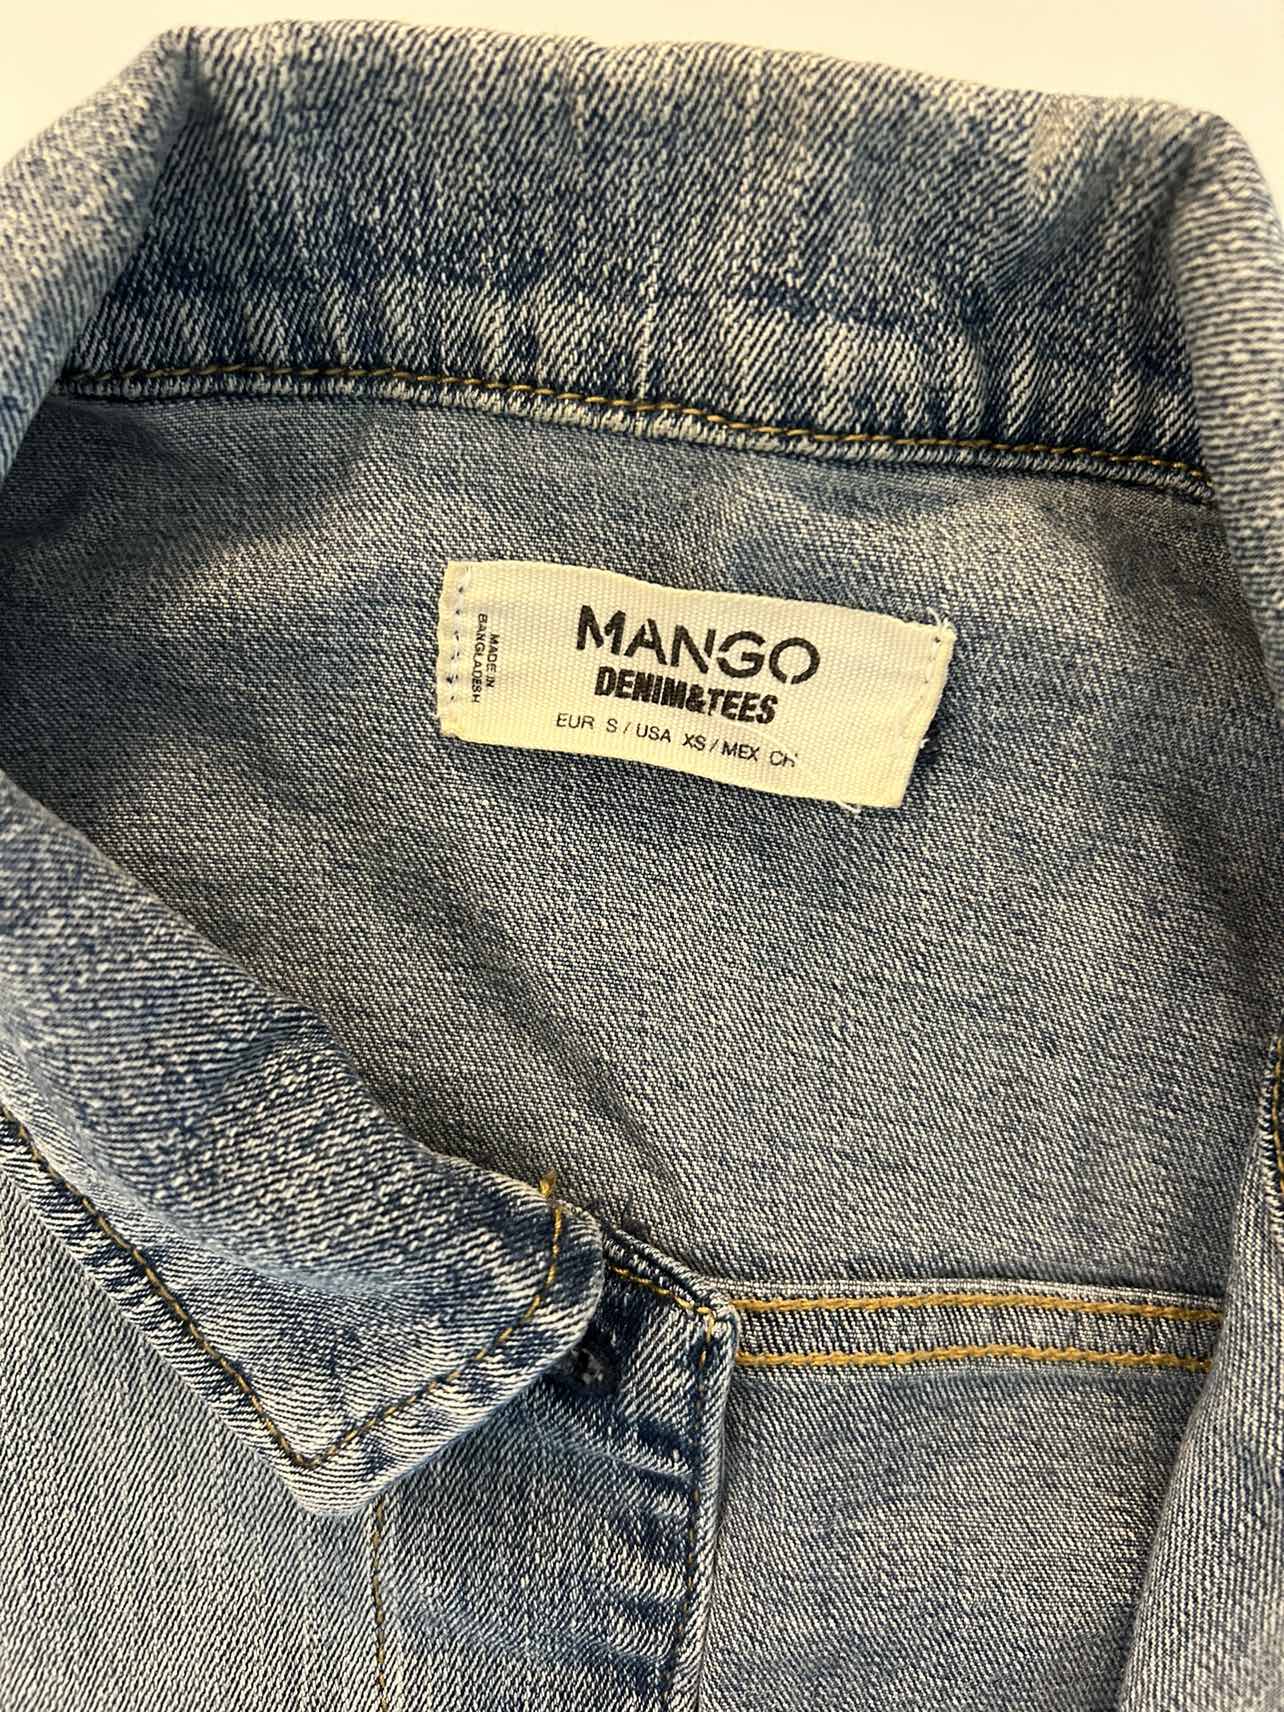 MADE IN
BANGLADESH
MANGO
DENIM&TEES
EUR S / USA XS / MEX CH